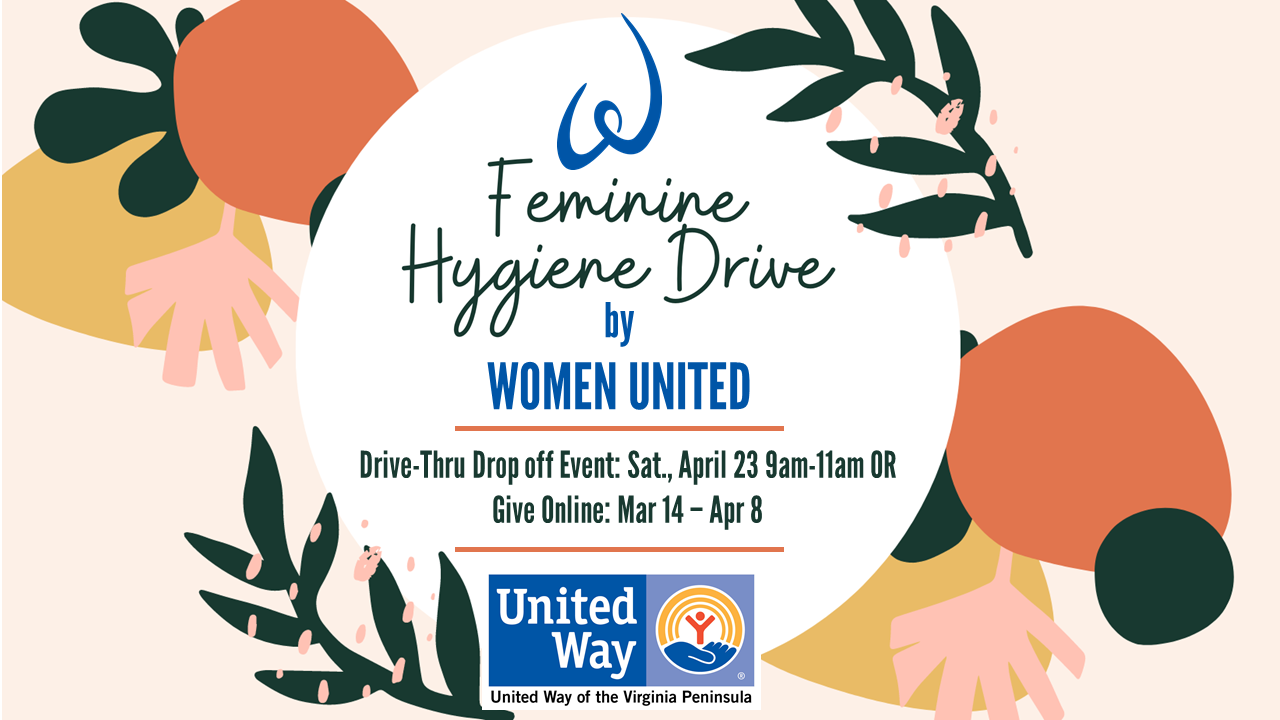 Feminine
Hygiene Drive
by
WOMEN UNITED
Drive-Thru Drop off Event: Sat., April 23 9am-11am OR
Give Online: Mar 14 – Apr 8
United
Way
®
United Way of the Virginia Peninsula